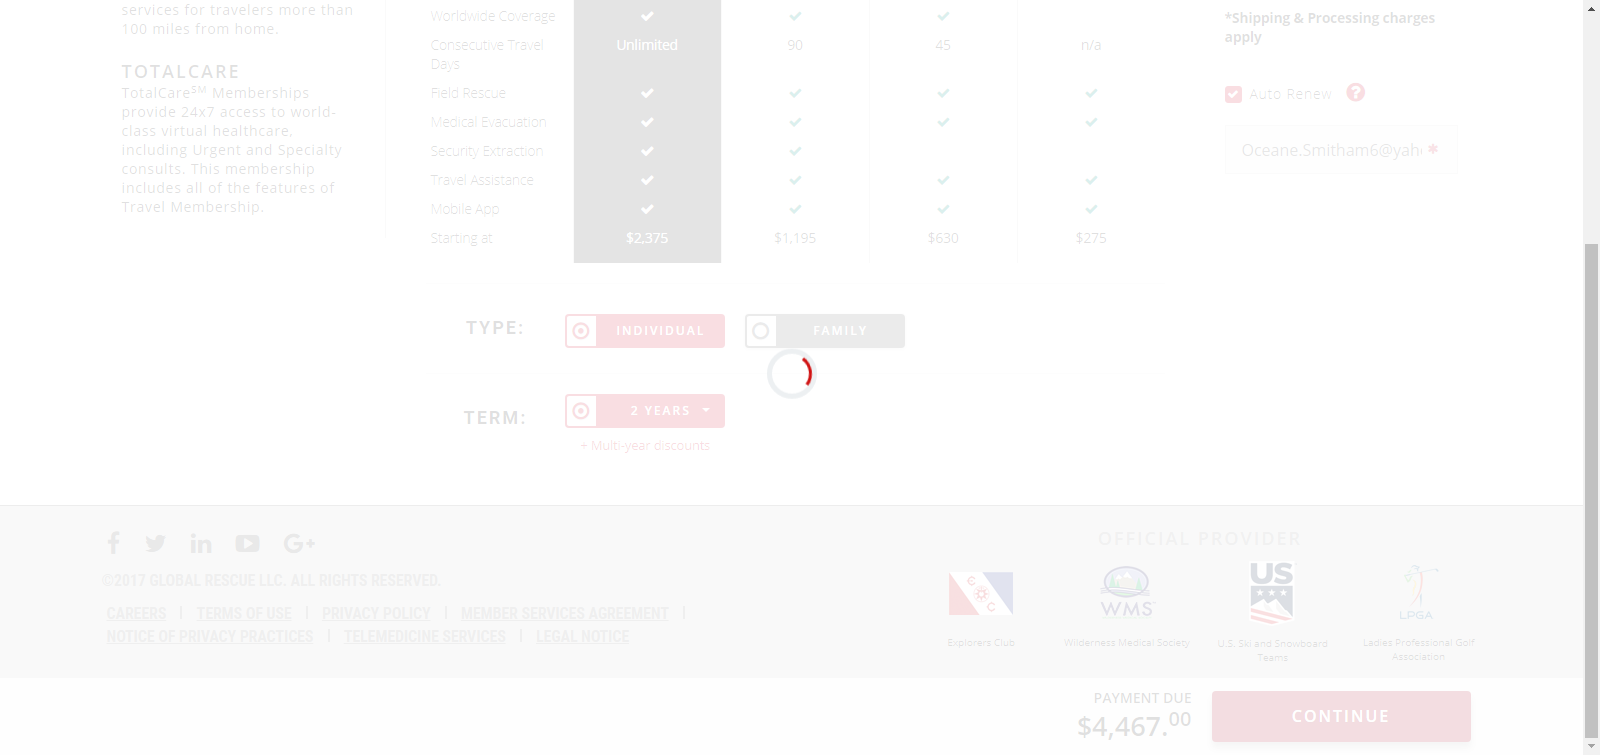 services for travelers more than
100 miles from home.
TOTALCARE
TotalCareSM Memberships
provide 24x7 access to world-
class virtual healthcare,
including Urgent and Specialty
consults. This membership
includes all of the features of
Travel Membership.
Worldwide Coverage
Consecutive Travel Unlimited 90 45 n/a
Days
Field Rescue
Medical Evacuation
Security Extraction
Travel Assistance
Mobile App
Starting at $2,375 $1,195 $630 $275
*Shipping & Processing charges
apply
Auto Renew ?
Oceane.Smitham6@yah *
TYPE: INDIVIDUAL FAMILY
TERM: 2 YEARS
+ Multi-year discounts
©2017 GLOBAL RESCUE LLC. ALL RIGHTS RESERVED.
CAREERS | TERMS OF USE | PRIVACY POLICY | MEMBER SERVICES AGREEMENT |
NOTICE OF PRIVACY PRACTICES | TELEMEDICINE SERVICES | LEGAL NOTICE
OFFICIAL PROVIDER
WMS
US
LPGA
Explorers Club
Wilderness Medical Society
U.S. Ski and Snowboard
Teams
Ladies Professional Golf
Association
PAYMENT DUE
$4,467.00
CONTINUE